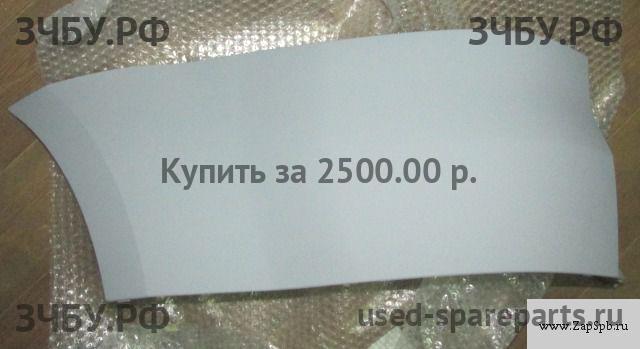 ЗЧБУ.РФ ЗЧБУ.РФ
Купить за 2500.00 р.
ЗЧБУ.РФ used-spareparts.ru
www.ZapSpb.ru